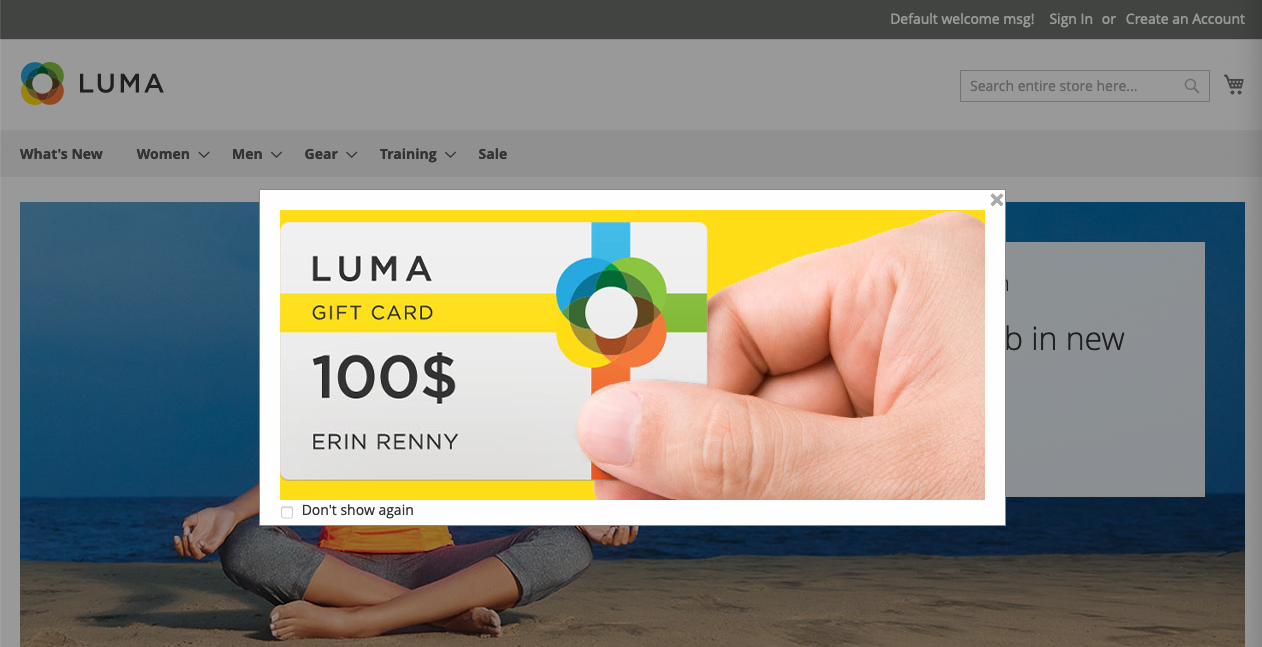 Default welcome msg! Sign In or Create an Account
LUMA
Search entire store here...
What's New Women Men Gear Training Sale
LUMA
GIFT CARD
100$
ERIN RENNY
b in new
Don't show again